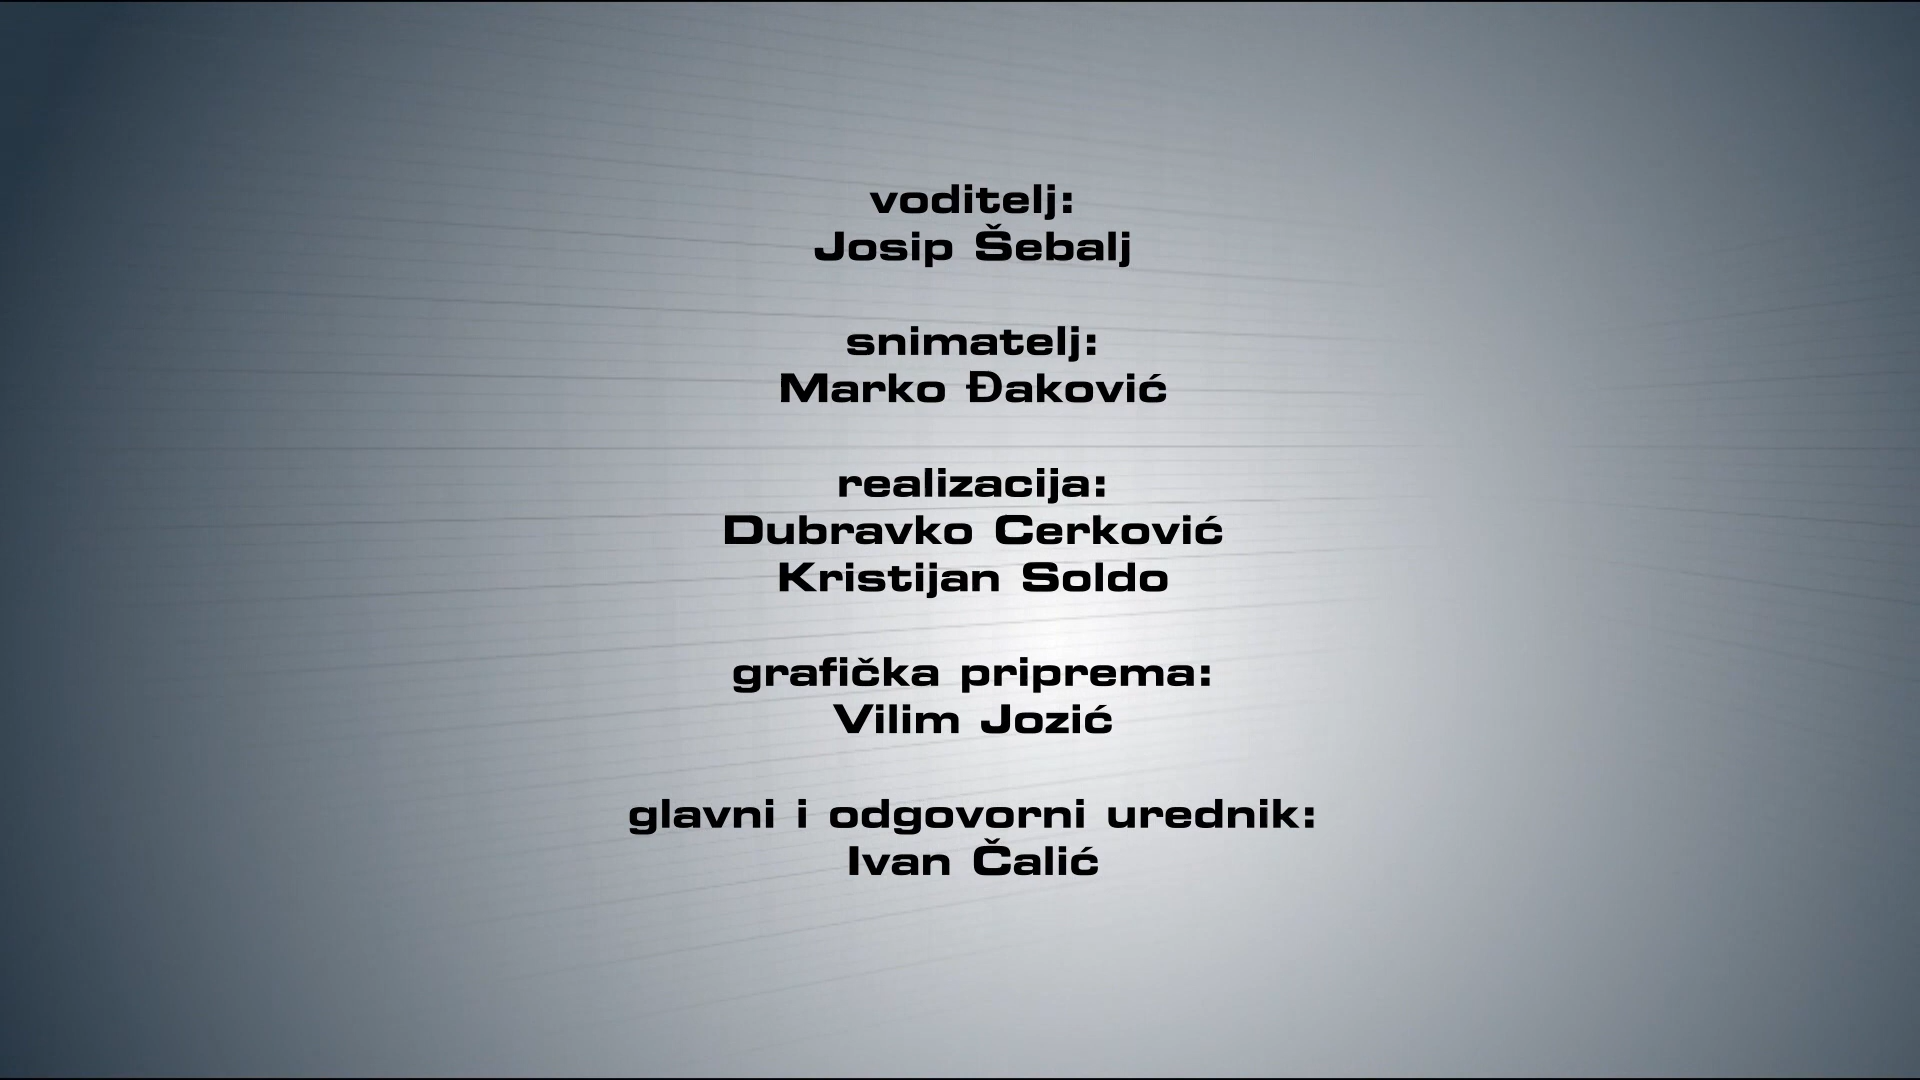 voditelj:
Josip Šebalj
snimatelj:
Marko Đaković
realizacija:
Dubravko Cerković
Kristijan Soldo
grafička priprema:
Vilim Jozić
glavni i odgovorni urednik:
Ivan Čalić